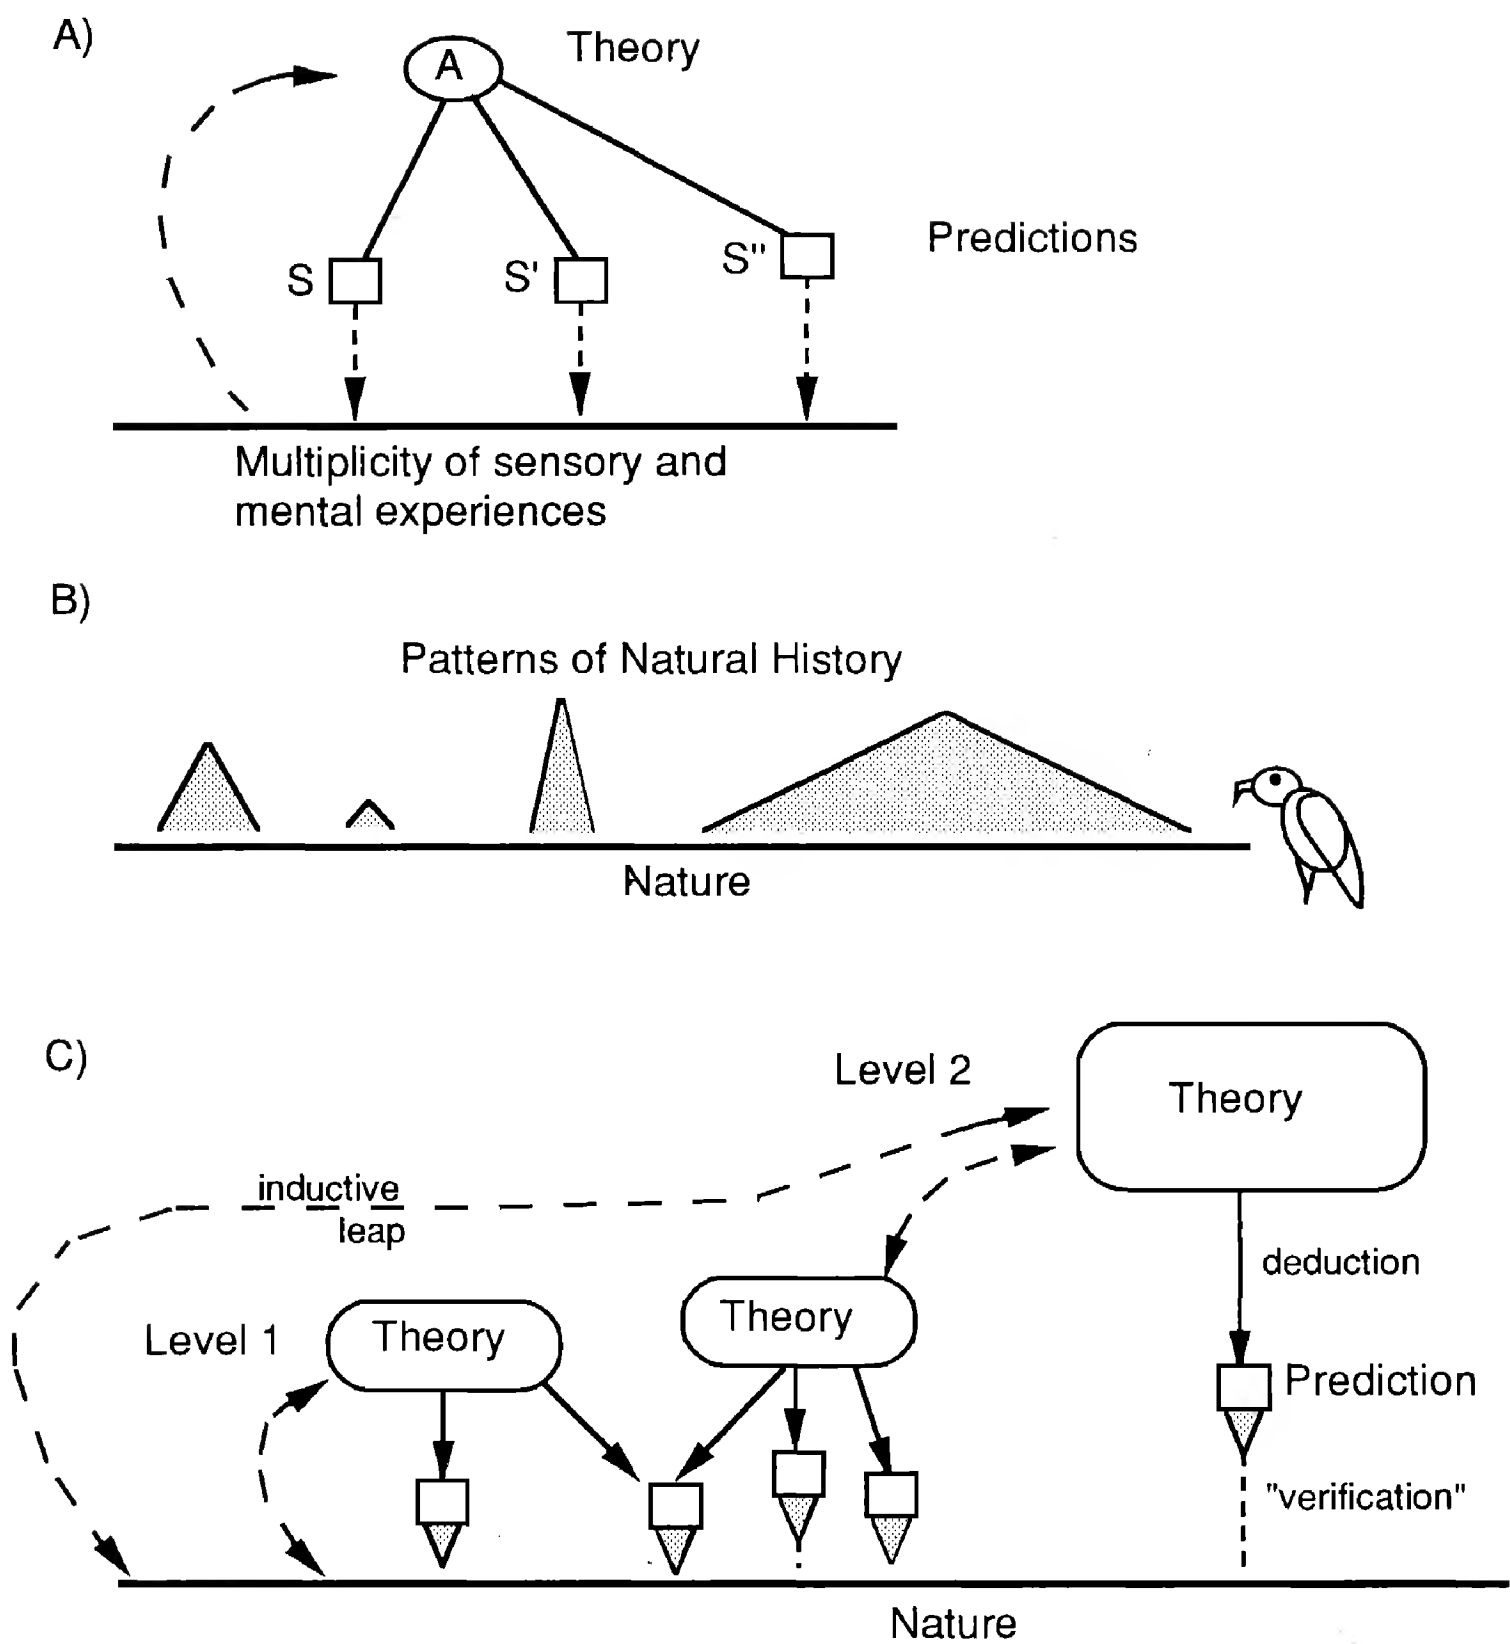 A)
A
Theory
S
S'
S"
Predictions
Multiplicity of sensory and
mental experiences
B)
Patterns of Natural History
Nature
C)
Level 2
Theory
inductive
leap
deduction
Level 1
Theory
Theory
Prediction
"verification"
Nature